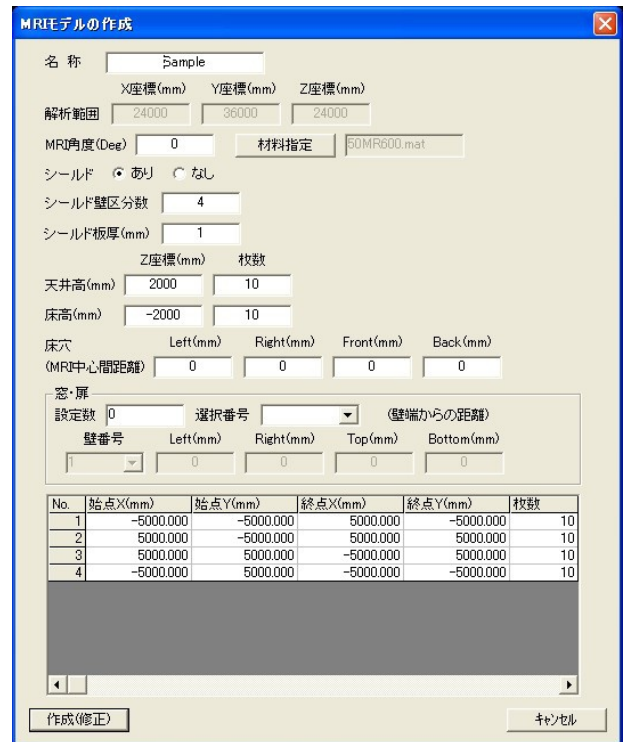 MRIモデルの作成
名 称 Sample
X座標(mm) Y座標(mm) Z座標(mm)
解析範囲 24000 36000 24000
MRI角度(Deg) 0 材料指定 50MR600.mat
シールド あり なし
シールド壁区分数 4
シールド板厚(mm) 1
Z座標(mm) 枚数
天井高(mm) 2000 10
床高(mm) -2000 10
床穴 Left(mm) Right(mm) Front(mm) Back(mm)
(MRI中心間距離) 0 0 0 0
窓・扉
設定数 0 選択番号 (壁端からの距離)
壁番号 Left(mm) Right(mm) Top(mm) Bottom(mm)
1 0 0 0 0
No. 始点X(mm) 始点Y(mm) 終点X(mm) 終点Y(mm) 枚数
1 -5000.000 -5000.000 5000.000 -5000.000 10
2 5000.000 -5000.000 5000.000 5000.000 10
3 5000.000 5000.000 -5000.000 5000.000 10
4 -5000.000 5000.000 -5000.000 -5000.000 10
作成(修正) キャンセル